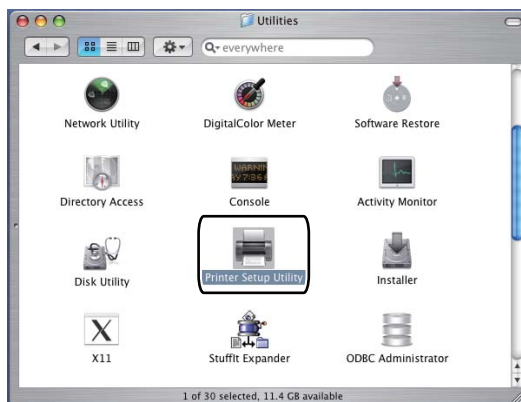 Utilities
everywhere
Network Utility
DigitalColor Meter
Software Restore
WARNIN
Directory Access
Console
Activity Monitor
Disk Utility
Printer Setup Utility
Installer
X11
StuffIt Expander
ODBC Administrator
1 of 30 selected, 11.4 GB available